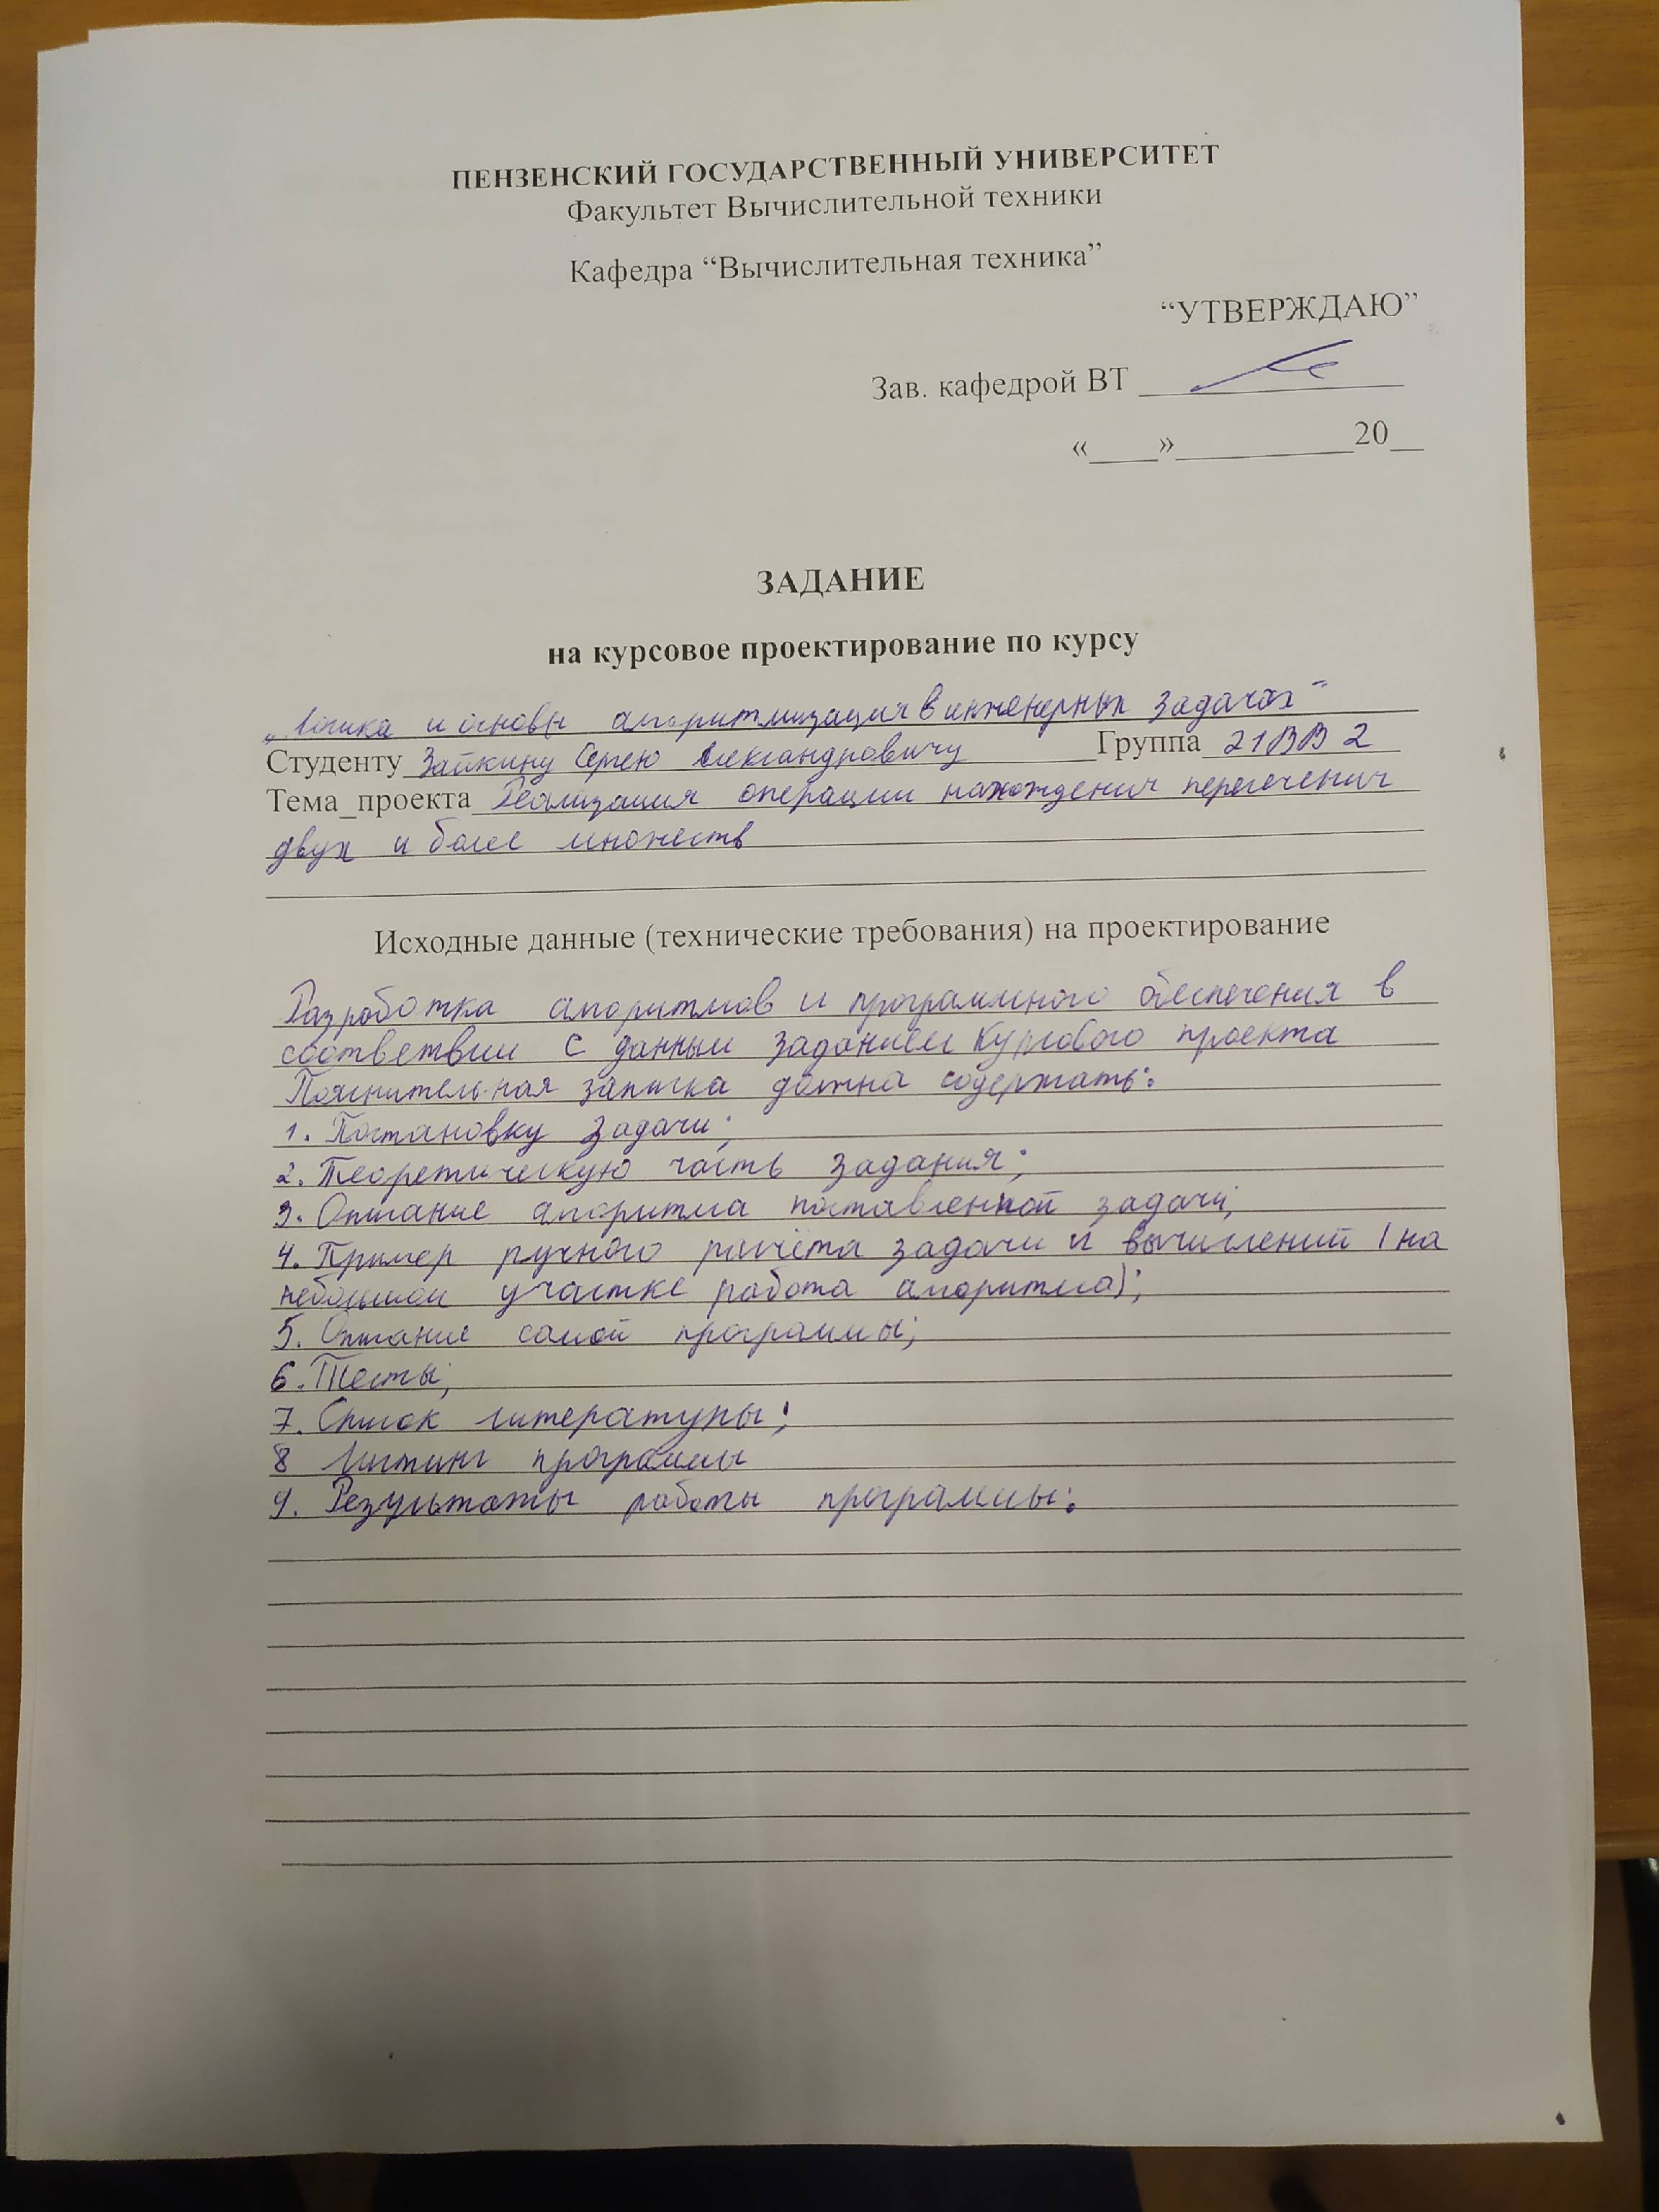 ПЕНЗЕНСКИЙ ГОСУДАРСТВЕННЫЙ УНИВЕРСИТЕТ
Факультет Вычислительной техники
Кафедра “Вычислительная техника”
“УТВЕРЖДАЮ”
Зав. кафедрой ВТ
«____»__________20__
ЗАДАНИЕ
на курсовое проектирование по курсу
„Логика и основы алгоритмизация в инженерных задачах“
Студенту Зайкину Сергею Александровичу Группа 21ВВ2
Тема_проекта Реализация операции нахождения пересечения
двух и более множеств
Исходные данные (технические требования) на проектирование
Разработка алгоритмов и программного обеспечения в
соответвии с данным заданием курсового проекта
Пояснительная записка должна содержать:
1. Постановку задачи;
2. Теоретическую часть задания;
3. Описание алгоритма поставленной задачи;
4. Пример ручного расчёта задачи и вычислений (на
небольшом участке работа алгоритма);
5. Описание самой программы;
6. Тесты;
7. Список литературы;
8 Листинг программы
9. Результаты работы программы.